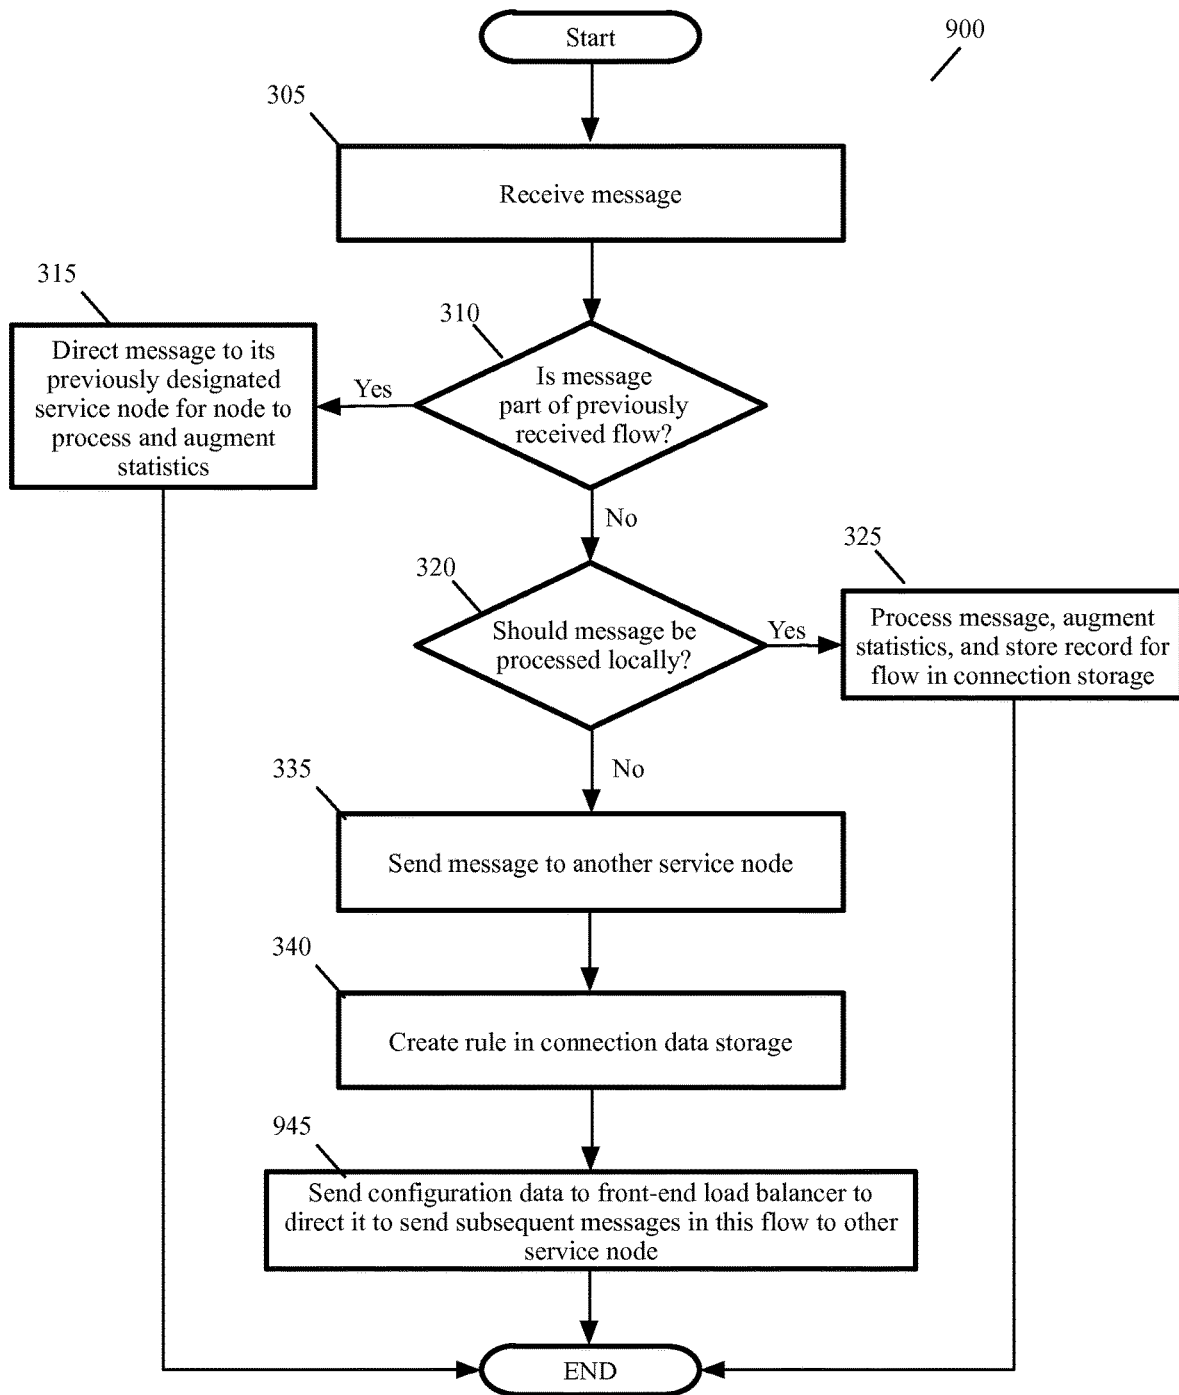 Start
900
305
Receive message
315
310
Direct message to its
previously designated
service node for node to
process and augment
statistics
Yes
Is message
part of previously
received flow?
No
325
320
Should message be
processed locally?
Yes
Process message, augment
statistics, and store record for
flow in connection storage
No
335
Send message to another service node
340
Create rule in connection data storage
945
Send configuration data to front-end load balancer to
direct it to send subsequent messages in this flow to other
service node
END